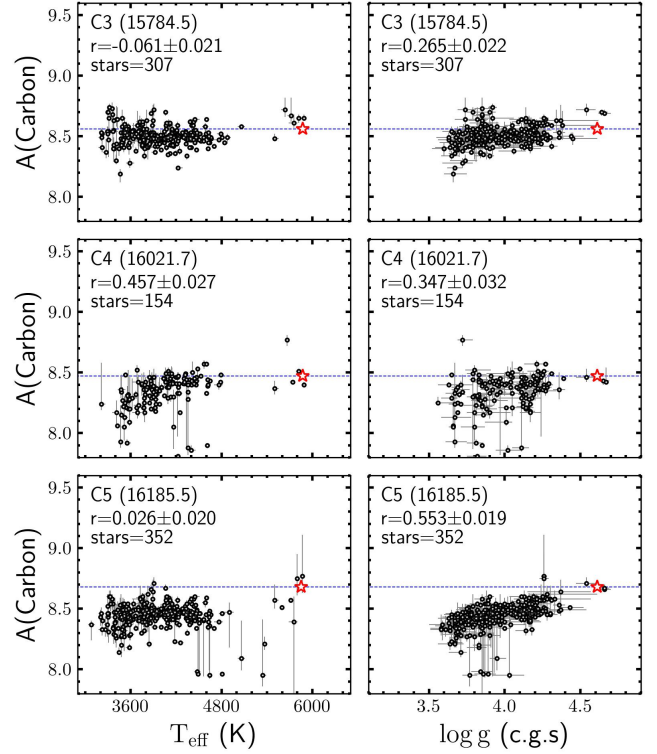 9.5
9.0
8.5
8.0
A(Carbon)
C3 (15784.5)
r=-0.061±0.021
stars=307
C3 (15784.5)
r=0.265±0.022
stars=307
9.5
9.0
8.5
8.0
A(Carbon)
C4 (16021.7)
r=0.457±0.027
stars=154
C4 (16021.7)
r=0.347±0.032
stars=154
9.5
9.0
8.5
8.0
A(Carbon)
C5 (16185.5)
r=0.026±0.020
stars=352
C5 (16185.5)
r=0.553±0.019
stars=352
3600 4800 6000
3.5 4.0 4.5
Teff (K)
log g (c.g.s)